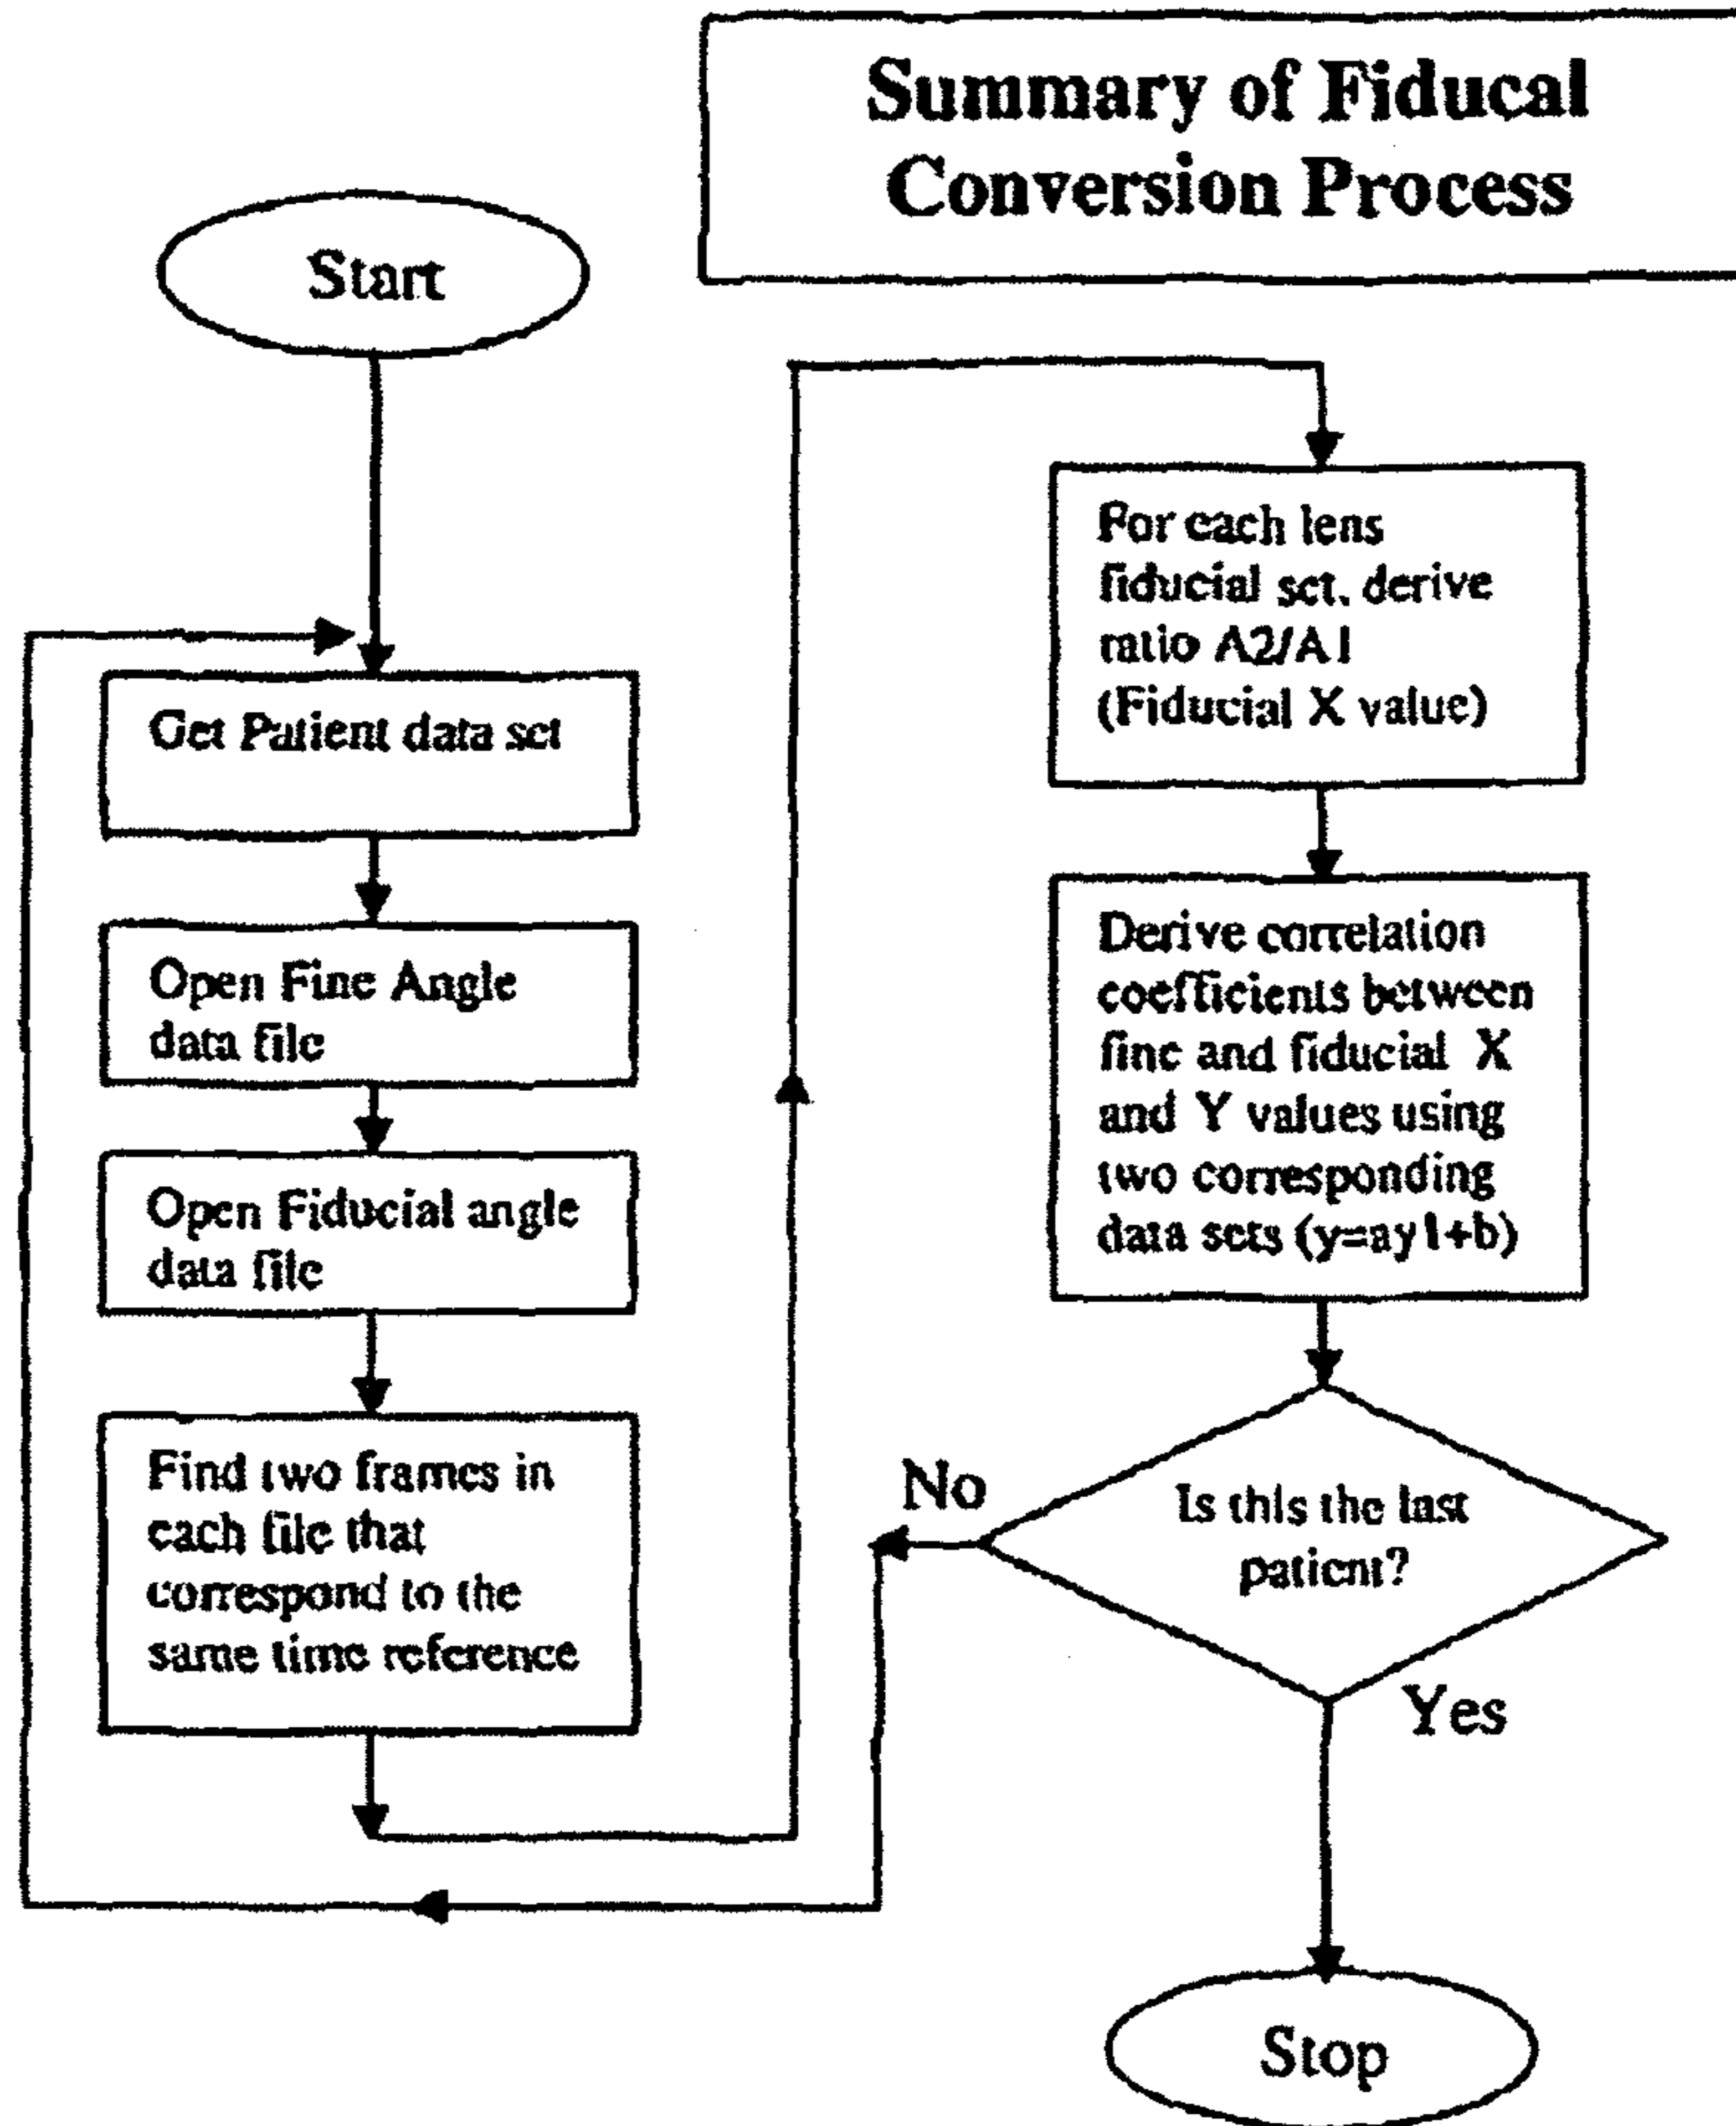 Summary of Fiducal
Conversion Process
Start
Get Patient data set
Open Fine Angle
data file
Open Fiducial angle
data file
Find two frames in
each file that
correspond to the
same time reference
For each lens
fiducial set, derive
ratio A2/A1
(Fiducial X value)
Derive correlation
coefficients between
fine and fiducial X
and Y values using
two corresponding
data sets (y=ay1+b)
Is this the last
patient?
No
Yes
Stop